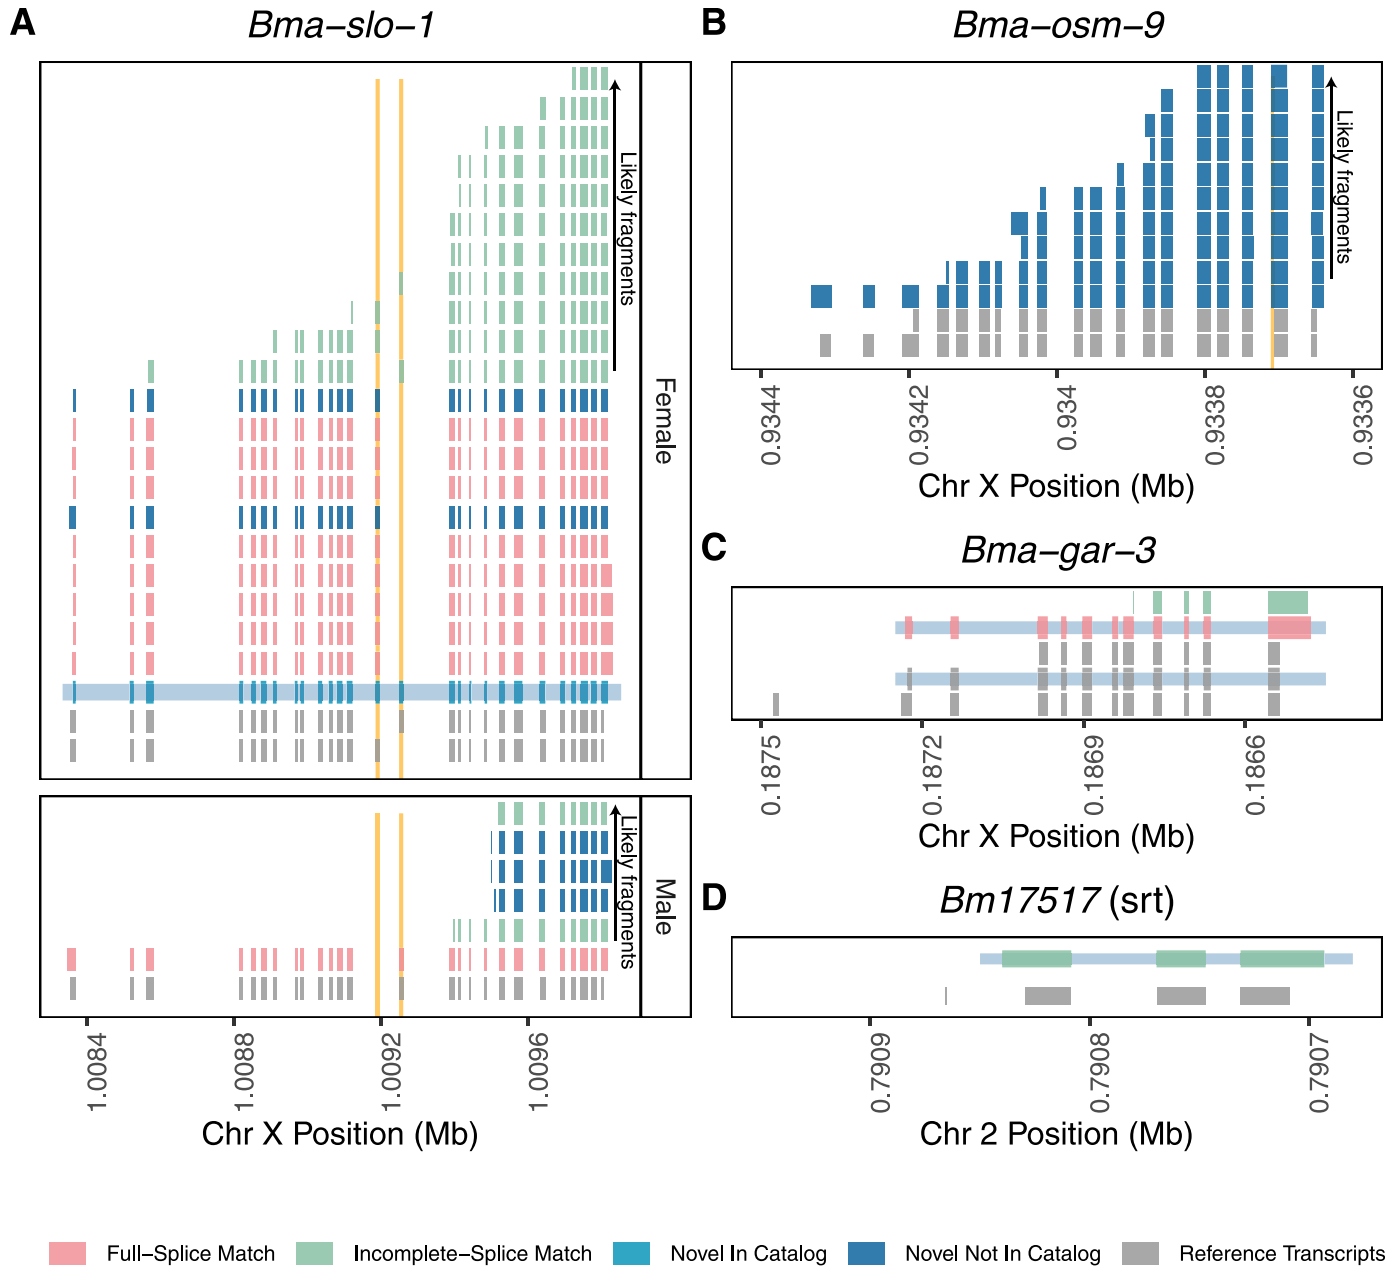 A
Bma−slo−1
Likely fragments
Female
Likely fragments
Male
1.0084
1.0088
1.0092
1.0096
Chr X Position (Mb)
B
Bma−osm−9
Likely fragments
0.9344
0.9342
0.934
0.9338
0.9336
Chr X Position (Mb)
C
Bma−gar−3
0.1875
0.1872
0.1869
0.1866
Chr X Position (Mb)
D
Bm17517 (srt)
0.7909
0.7908
0.7907
Chr 2 Position (Mb)
Full−Splice Match
Incomplete−Splice Match
Novel In Catalog
Novel Not In Catalog
Reference Transcripts